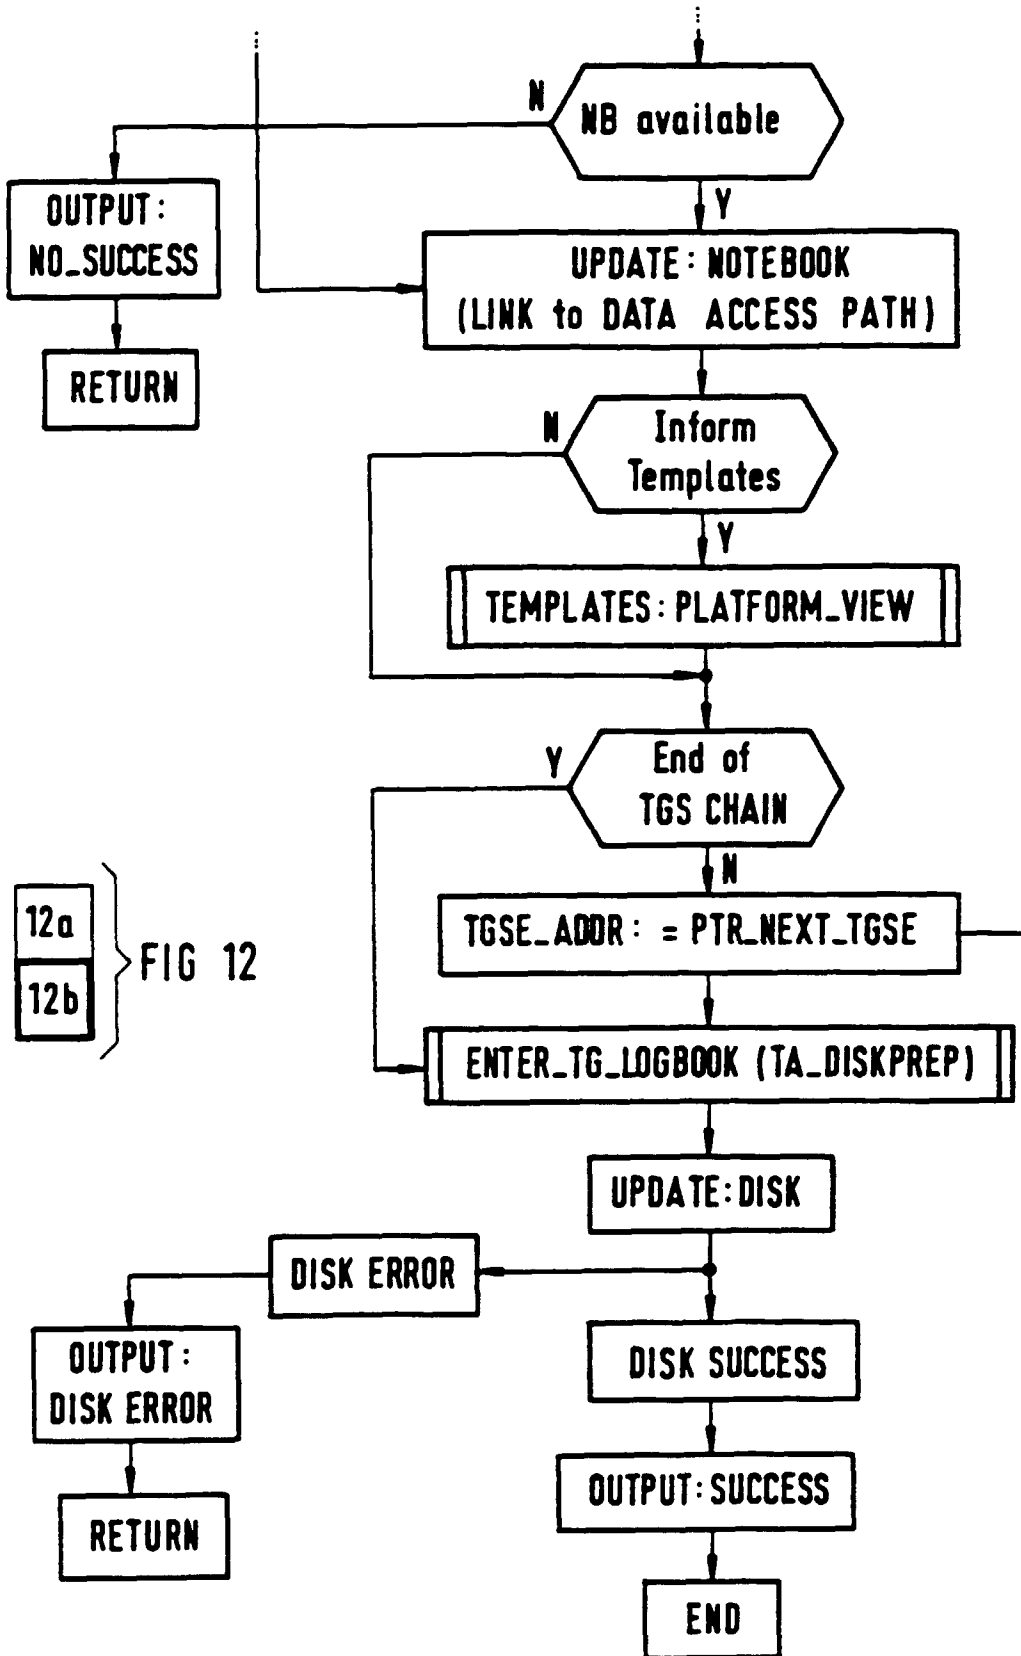 NB available
N
Y
OUTPUT:
NO_SUCCESS
RETURN
UPDATE: NOTEBOOK
(LINK to DATA ACCESS PATH)
N
Inform
Templates
Y
TEMPLATES: PLATFORM_VIEW
Y
End of
TGS CHAIN
N
TGSE_ADDR: = PTR_NEXT_TGSE
12a
12b
FIG 12
ENTER_TG_LOGBOOK (TA_DISKPREP)
UPDATE: DISK
DISK ERROR
OUTPUT:
DISK ERROR
RETURN
DISK SUCCESS
OUTPUT: SUCCESS
END